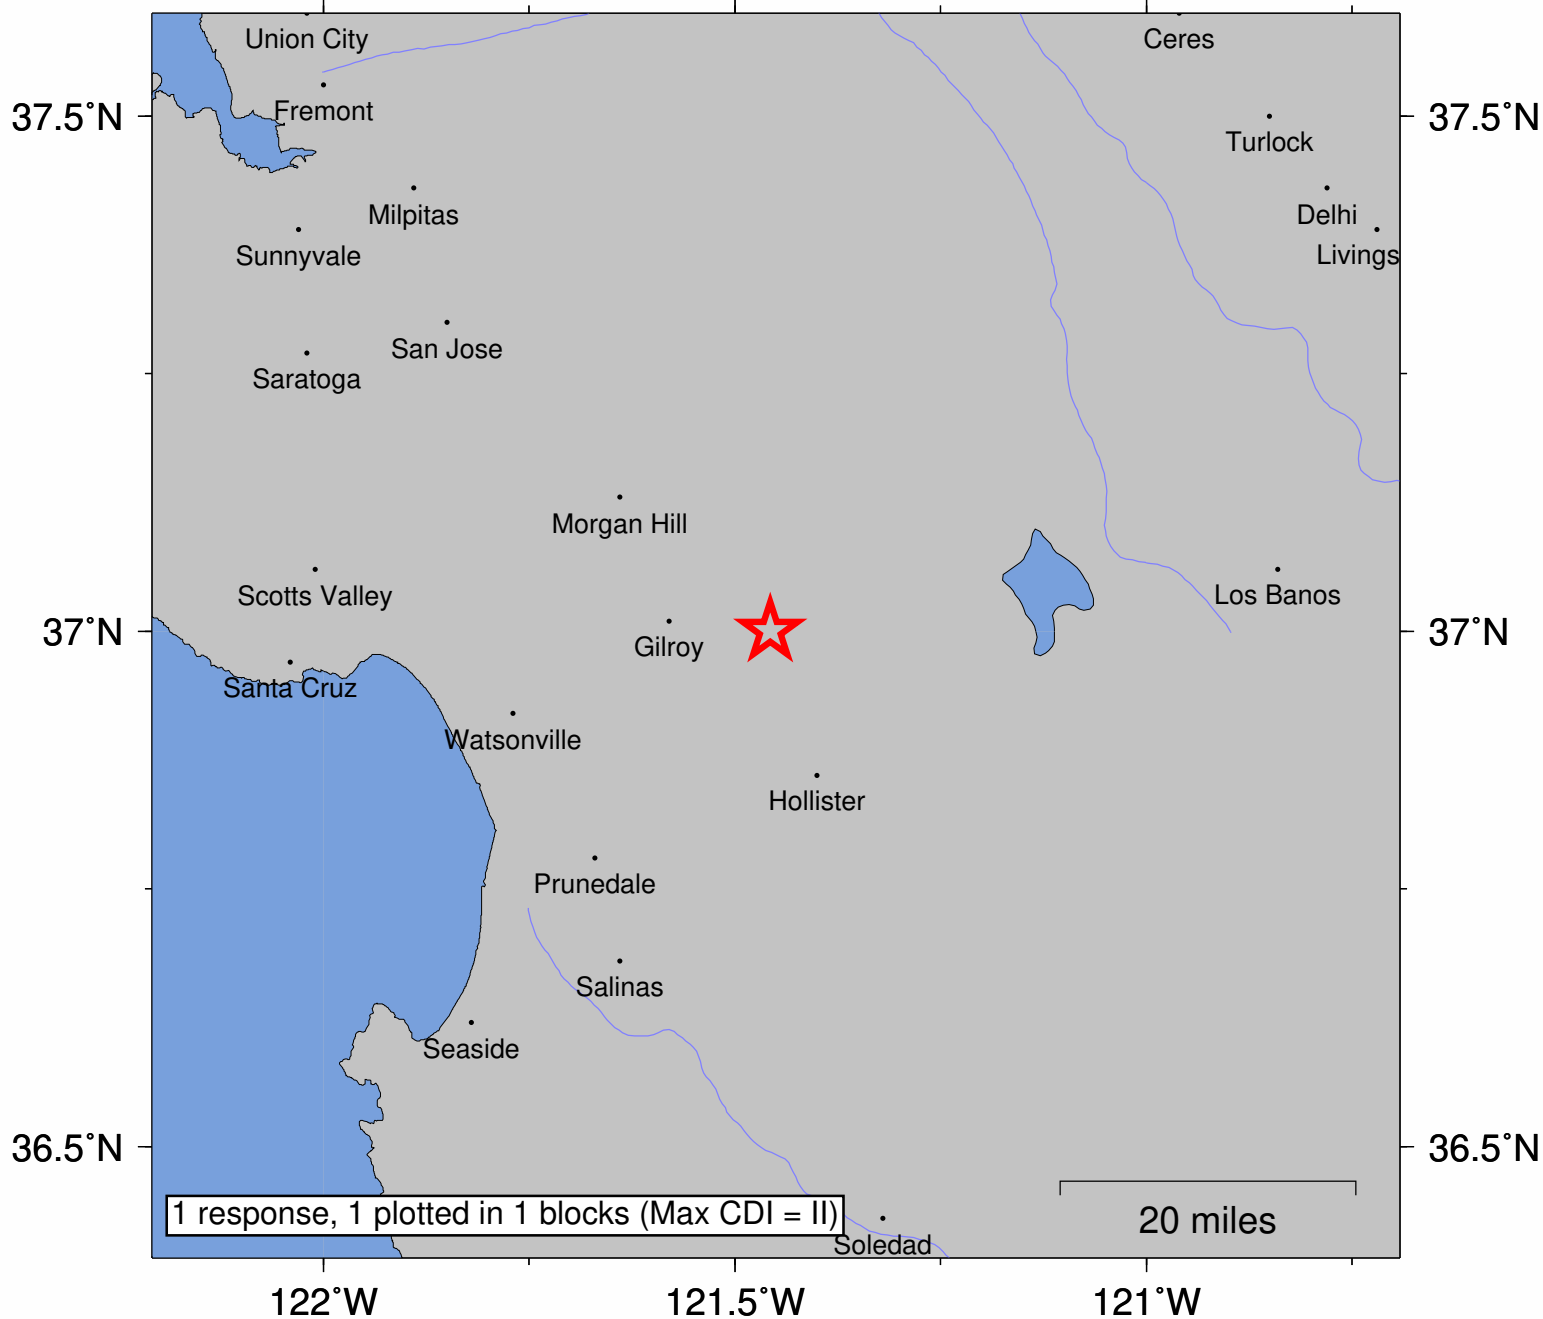 Union City
Ceres
Fremont
37.5˚N
37.5˚N
Turlock
Milpitas
Delhi
Sunnyvale
Livings
San Jose
Saratoga
Morgan Hill
Scotts Valley
Los Banos
37˚N
37˚N
Gilroy
Santa Cruz
Watsonville
Hollister
Prunedale
Salinas
Seaside
36.5˚N
36.5˚N
1 response, 1 plotted in 1 blocks (Max CDI = II)
20 miles
Soledad
122˚W
121.5˚W
121˚W